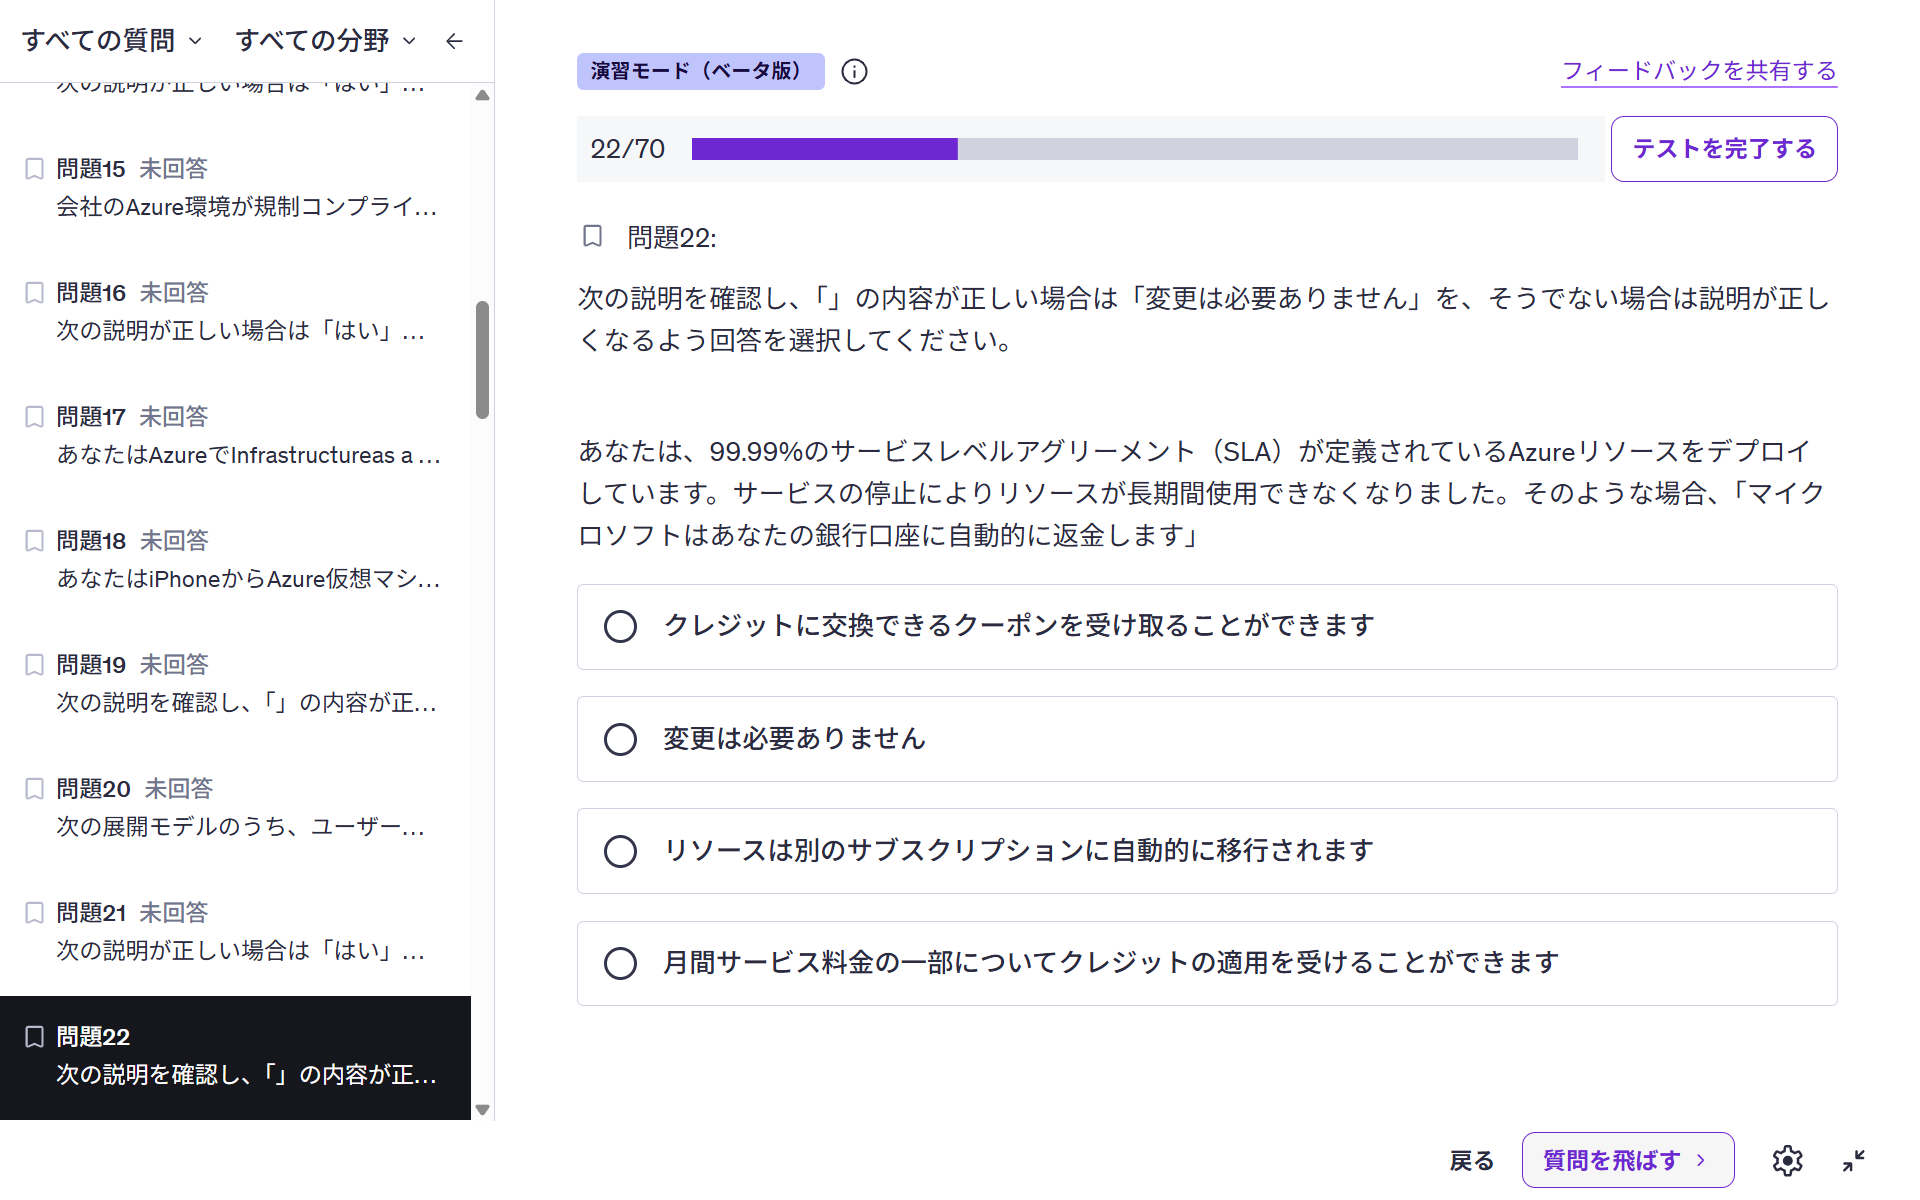 すべての質問
すべての分野
次の説明が正しい場合は「はい」...
問題15 未回答
会社のAzure環境が規制コンプライ...
問題16 未回答
次の説明が正しい場合は「はい」...
問題17 未回答
あなたはAzureでInfrastructureas a ...
問題18 未回答
あなたはiPhoneからAzure仮想マシ...
問題19 未回答
次の説明を確認し、「」の内容が正...
問題20 未回答
次の展開モデルのうち、ユーザー...
問題21 未回答
次の説明が正しい場合は「はい」...
問題22
次の説明を確認し、「」の内容が正...
演習モード（ベータ版）
フィードバックを共有する
22/70
テストを完了する
問題22:
次の説明を確認し、「」の内容が正しい場合は「変更は必要ありません」を、そうでない場合は説明が正し
くなるよう回答を選択してください。
あなたは、99.99%のサービスレベルアグリーメント（SLA）が定義されているAzureリソースをデプロイ
しています。サービスの停止によりリソースが長期間使用できなくなりました。そのような場合、「マイク
ロソフトはあなたの銀行口座に自動的に返金します」
クレジットに交換できるクーポンを受け取ることができます
変更は必要ありません
リソースは別のサブスクリプションに自動的に移行されます
月間サービス料金の一部についてクレジットの適用を受けることができます
戻る
質問を飛ばす